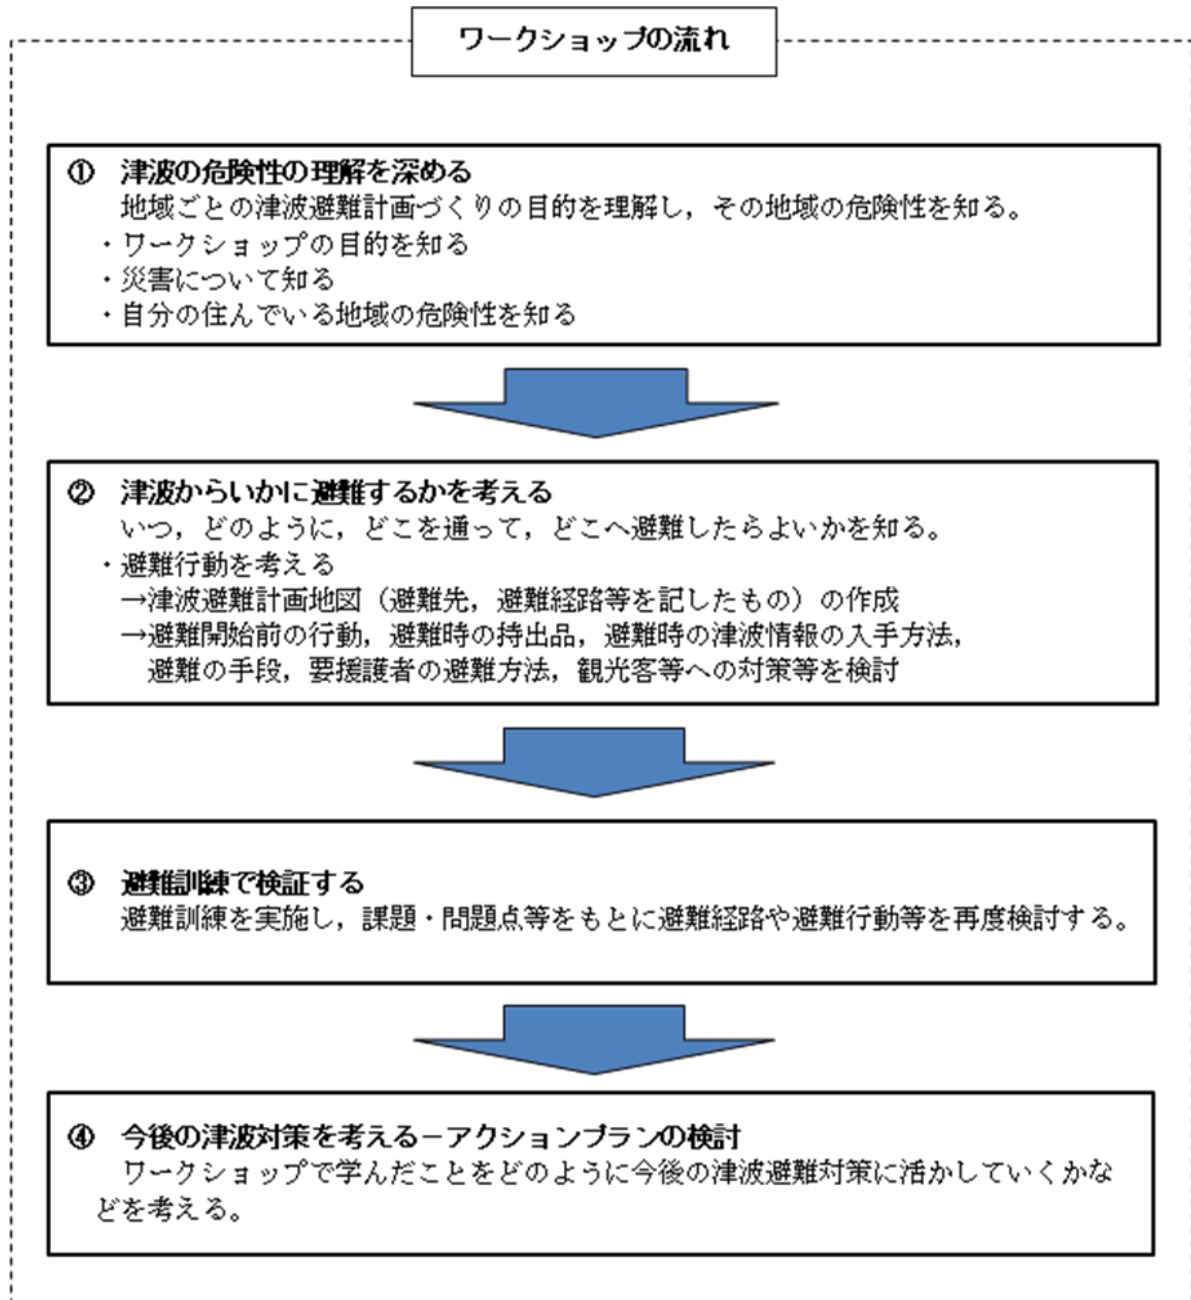 ワークショップの流れ
① 津波の危険性の理解を深める
地域ごとの津波避難計画づくりの目的を理解し，その地域の危険性を知る。
・ワークショップの目的を知る
・災害について知る
・自分の住んでいる地域の危険性を知る
② 津波からいかに避難するかを考える
いつ，どのように，どこを通って，どこへ避難したらよいかを知る。
・避難行動を考える
→津波避難計画地図（避難先，避難経路等を記したもの）の作成
→避難開始前の行動，避難時の持出品，避難時の津波情報の入手方法，
避難の手段，要援護者の避難方法，観光客等への対策等を検討
③ 避難訓練で検証する
避難訓練を実施し，課題・問題点等をもとに避難経路や避難行動等を再度検討する。
④ 今後の津波対策を考える－アクションプランの検討
ワークショップで学んだことをどのように今後の津波避難対策に活かしていくかな
どを考える。